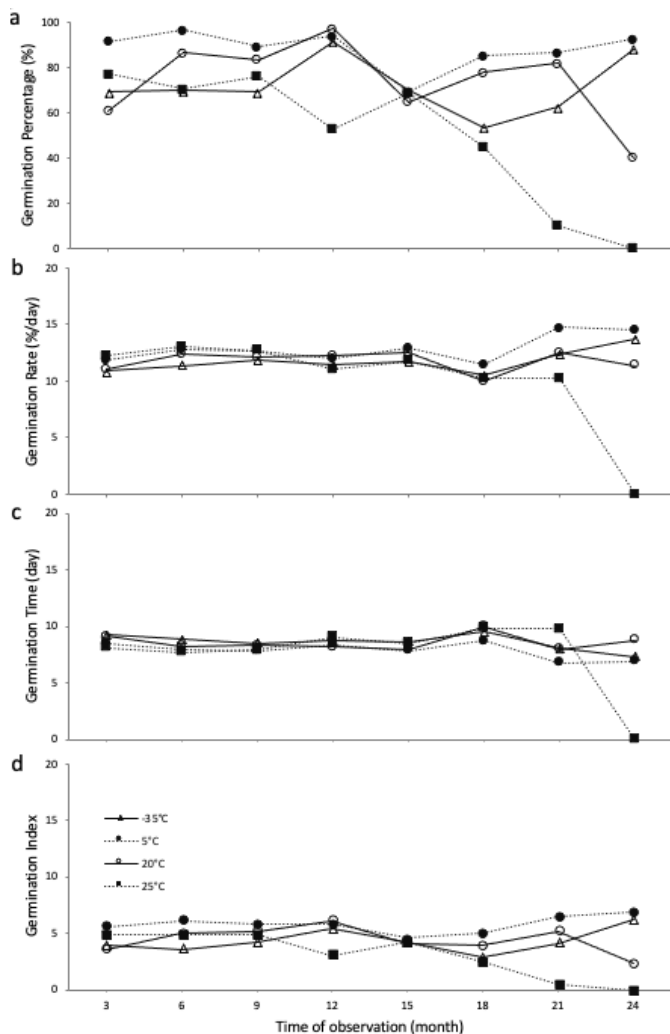 a
Germination Percentage (%)
100
80
60
40
20
0
b
Germination Rate (%/day)
20
15
10
5
0
c
Germination Time (day)
20
15
10
5
0
d
Germination Index
20
15
10
5
0
-35°C
5°C
20°C
25°C
3 6 9 12 15 18 21 24
Time of observation (month)